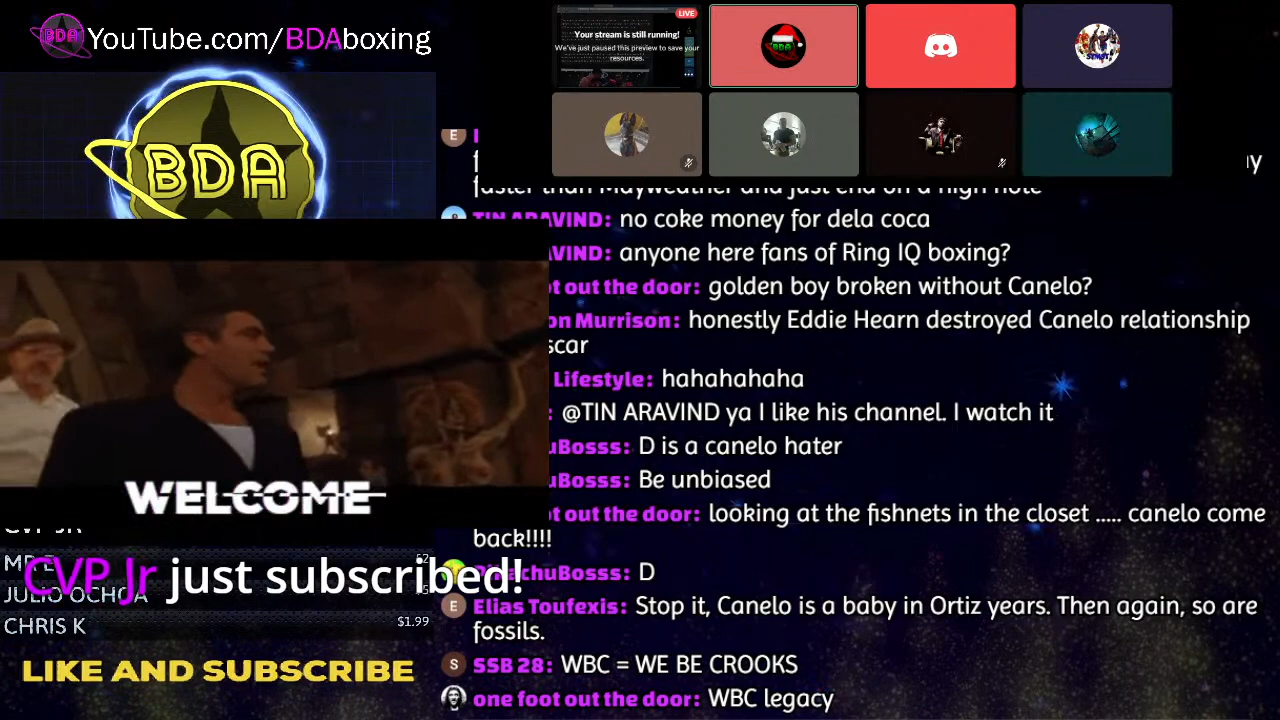 YouTube.com/BDAboxing
BDA
LIVE
Your stream is still running!
We've just paused this preview to save your
resources.
BDA
E
faster than Mayweather and just end on a high note
TIN ARAVIND: no coke money for dela coca
AVIND: anyone here fans of Ring IQ boxing?
ot out the door: golden boy broken without Canelo?
on Murrison: honestly Eddie Hearn destroyed Canelo relationship
scar
Lifestyle: hahahahaha
: @TIN ARAVIND ya I like his channel. I watch it
uBosss: D is a canelo hater
uBosss: Be unbiased
ot out the door: looking at the fishnets in the closet ..... canelo come
back!!!!
PikachuBosss: D
E Elias Toufexis: Stop it, Canelo is a baby in Ortiz years. Then again, so are
fossils.
S SSB 28: WBC = WE BE CROOKS
one foot out the door: WBC legacy
WELCOME
CVP JR
MR E
CVP Jr just subscribed!
JULIO OCHOA
CHRIS K $1.99
LIKE AND SUBSCRIBE